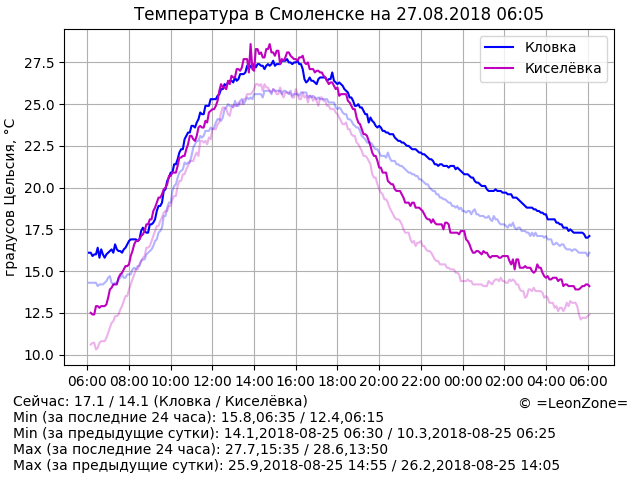 Температура в Смоленске на 27.08.2018 06:05
Кловка
Киселёвка
градусов Цельсия, °C
27.5
25.0
22.5
20.0
17.5
15.0
12.5
10.0
06:00 08:00 10:00 12:00 14:00 16:00 18:00 20:00 22:00 00:00 02:00 04:00 06:00
Сейчас: 17.1 / 14.1 (Кловка / Киселёвка)
© =LeonZone=
Min (за последние 24 часа): 15.8,06:35 / 12.4,06:15
Min (за предыдущие сутки): 14.1,2018-08-25 06:30 / 10.3,2018-08-25 06:25
Max (за последние 24 часа): 27.7,15:35 / 28.6,13:50
Max (за предыдущие сутки): 25.9,2018-08-25 14:55 / 26.2,2018-08-25 14:05